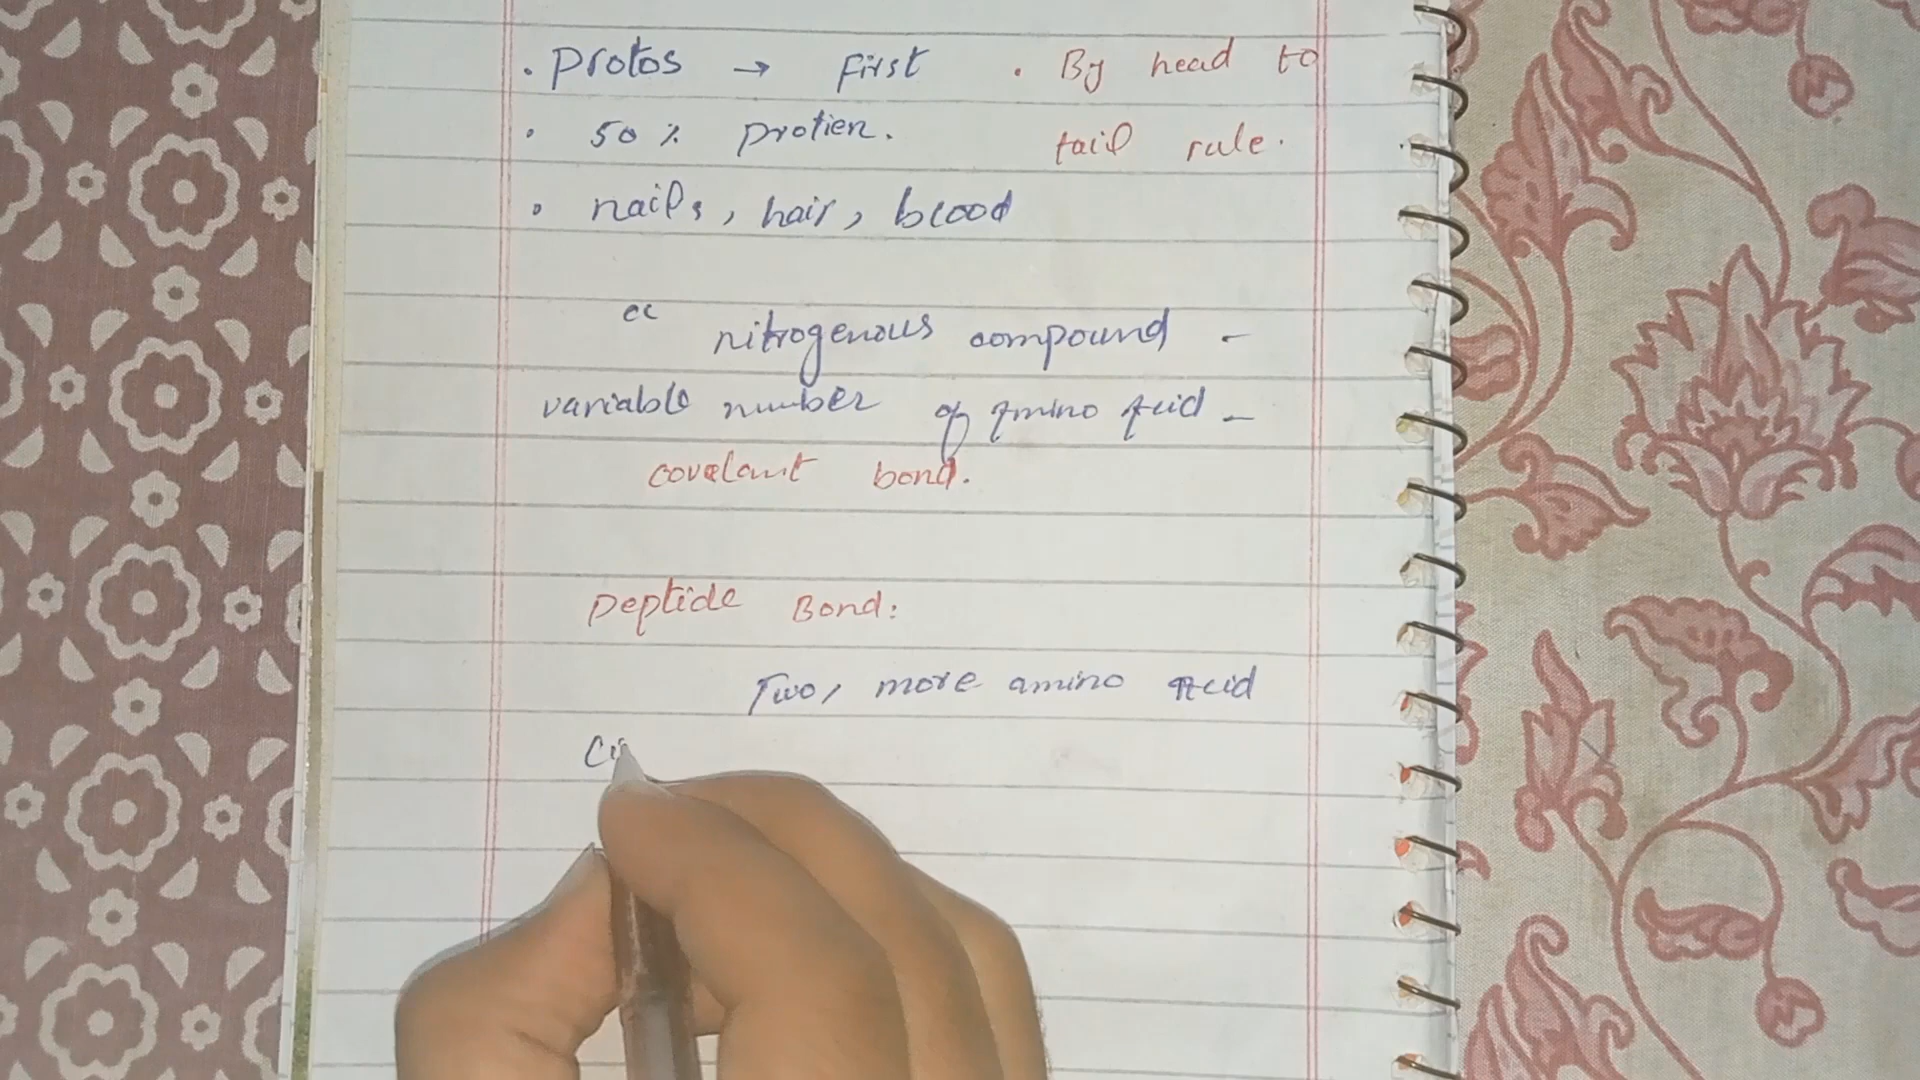 . Protos → First
. By head to
tail rule.
. 50 % Protien.
. nails, hair, blood
“ nitrogenous compound -
variable number of Amino Acid -
covalant bond.
Peptide Bond:
Two, more amino Acid